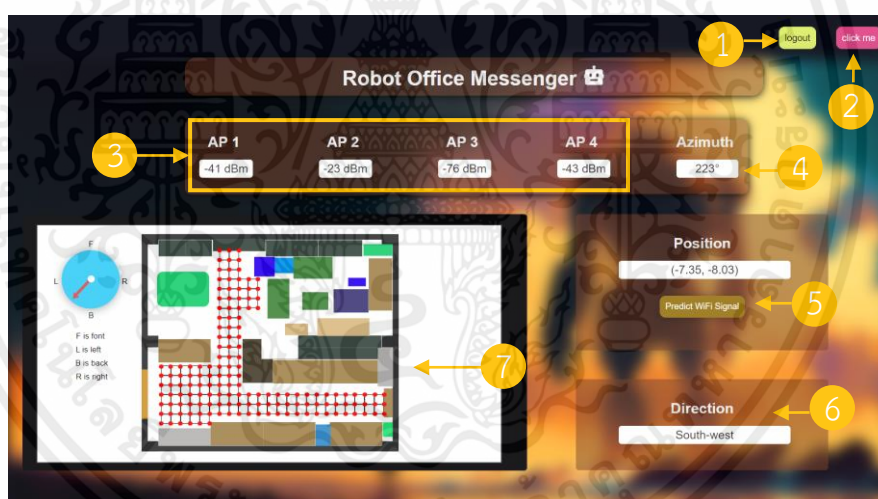 1
logout
click me
2
Robot Office Messenger
3
AP 1
AP 2
AP 3
AP 4
Azimuth
-41 dBm
-23 dBm
-76 dBm
-43 dBm
223°
4
F
L
R
B
F is font
L is left
B is back
R is right
7
Position
(-7.35, -8.03)
Predict WiFi Signal
5
Direction
6
South-west